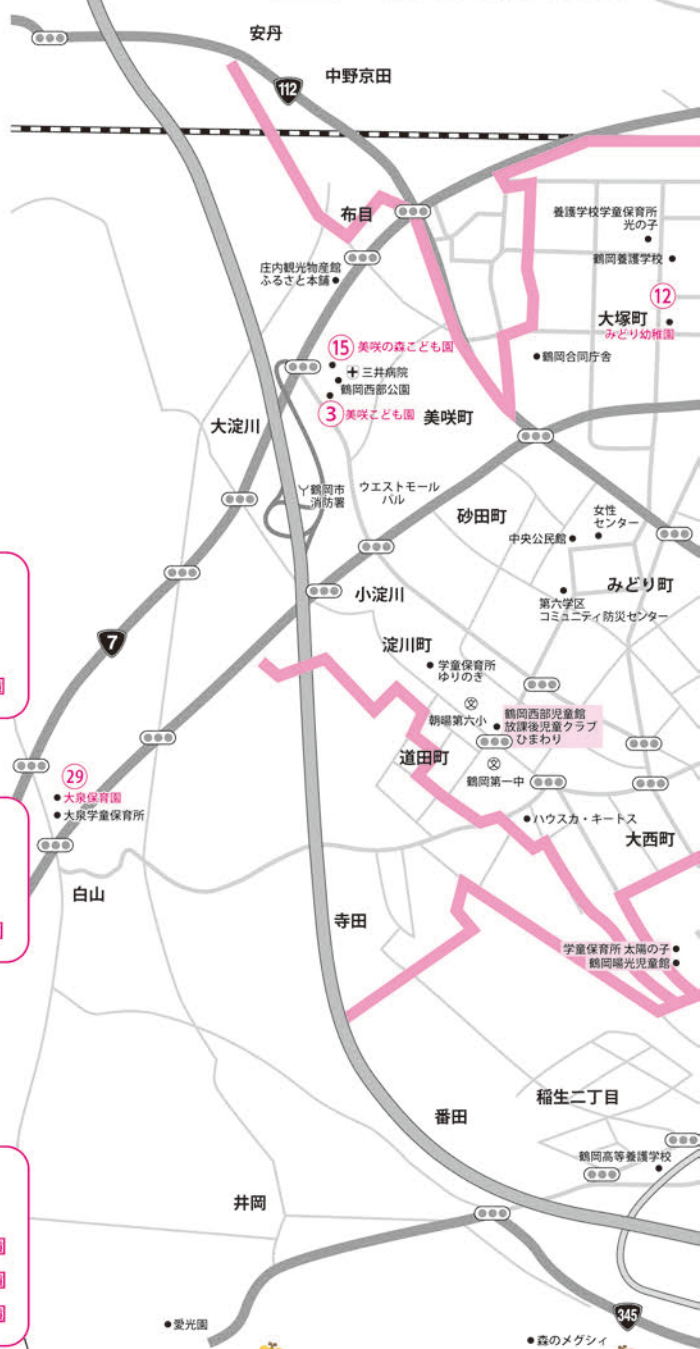 安丹
中野京田
112
布目
養護学校学童保育所
光の子
鶴岡養護学校
庄内観光物産館
ふるさと本舗
12
大塚町
みどり幼稚園
15
美咲の森こども園
三井病院
鶴岡西部公園
3
美咲こども園
美咲町
鶴岡合同庁舎
大淀川
鶴岡市
消防署
ウエストモール
パル
砂田町
女性
センター
中央公民館
みどり町
小淀川
第六学区
コミュニティ防災センター
淀川町
学童保育所
ゆりのき
7
文
朝暘第六小
鶴岡西部児童館
放課後児童クラブ
ひまわり
道田町
文
鶴岡第一中
29
大泉保育園
大泉学童保育所
ハウスカ・キートス
大西町
白山
寺田
学童保育所 太陽の子
鶴岡暘光児童館
稲生二丁目
番田
鶴岡高等養護学校
井岡
345
愛光園
森のメグシィ